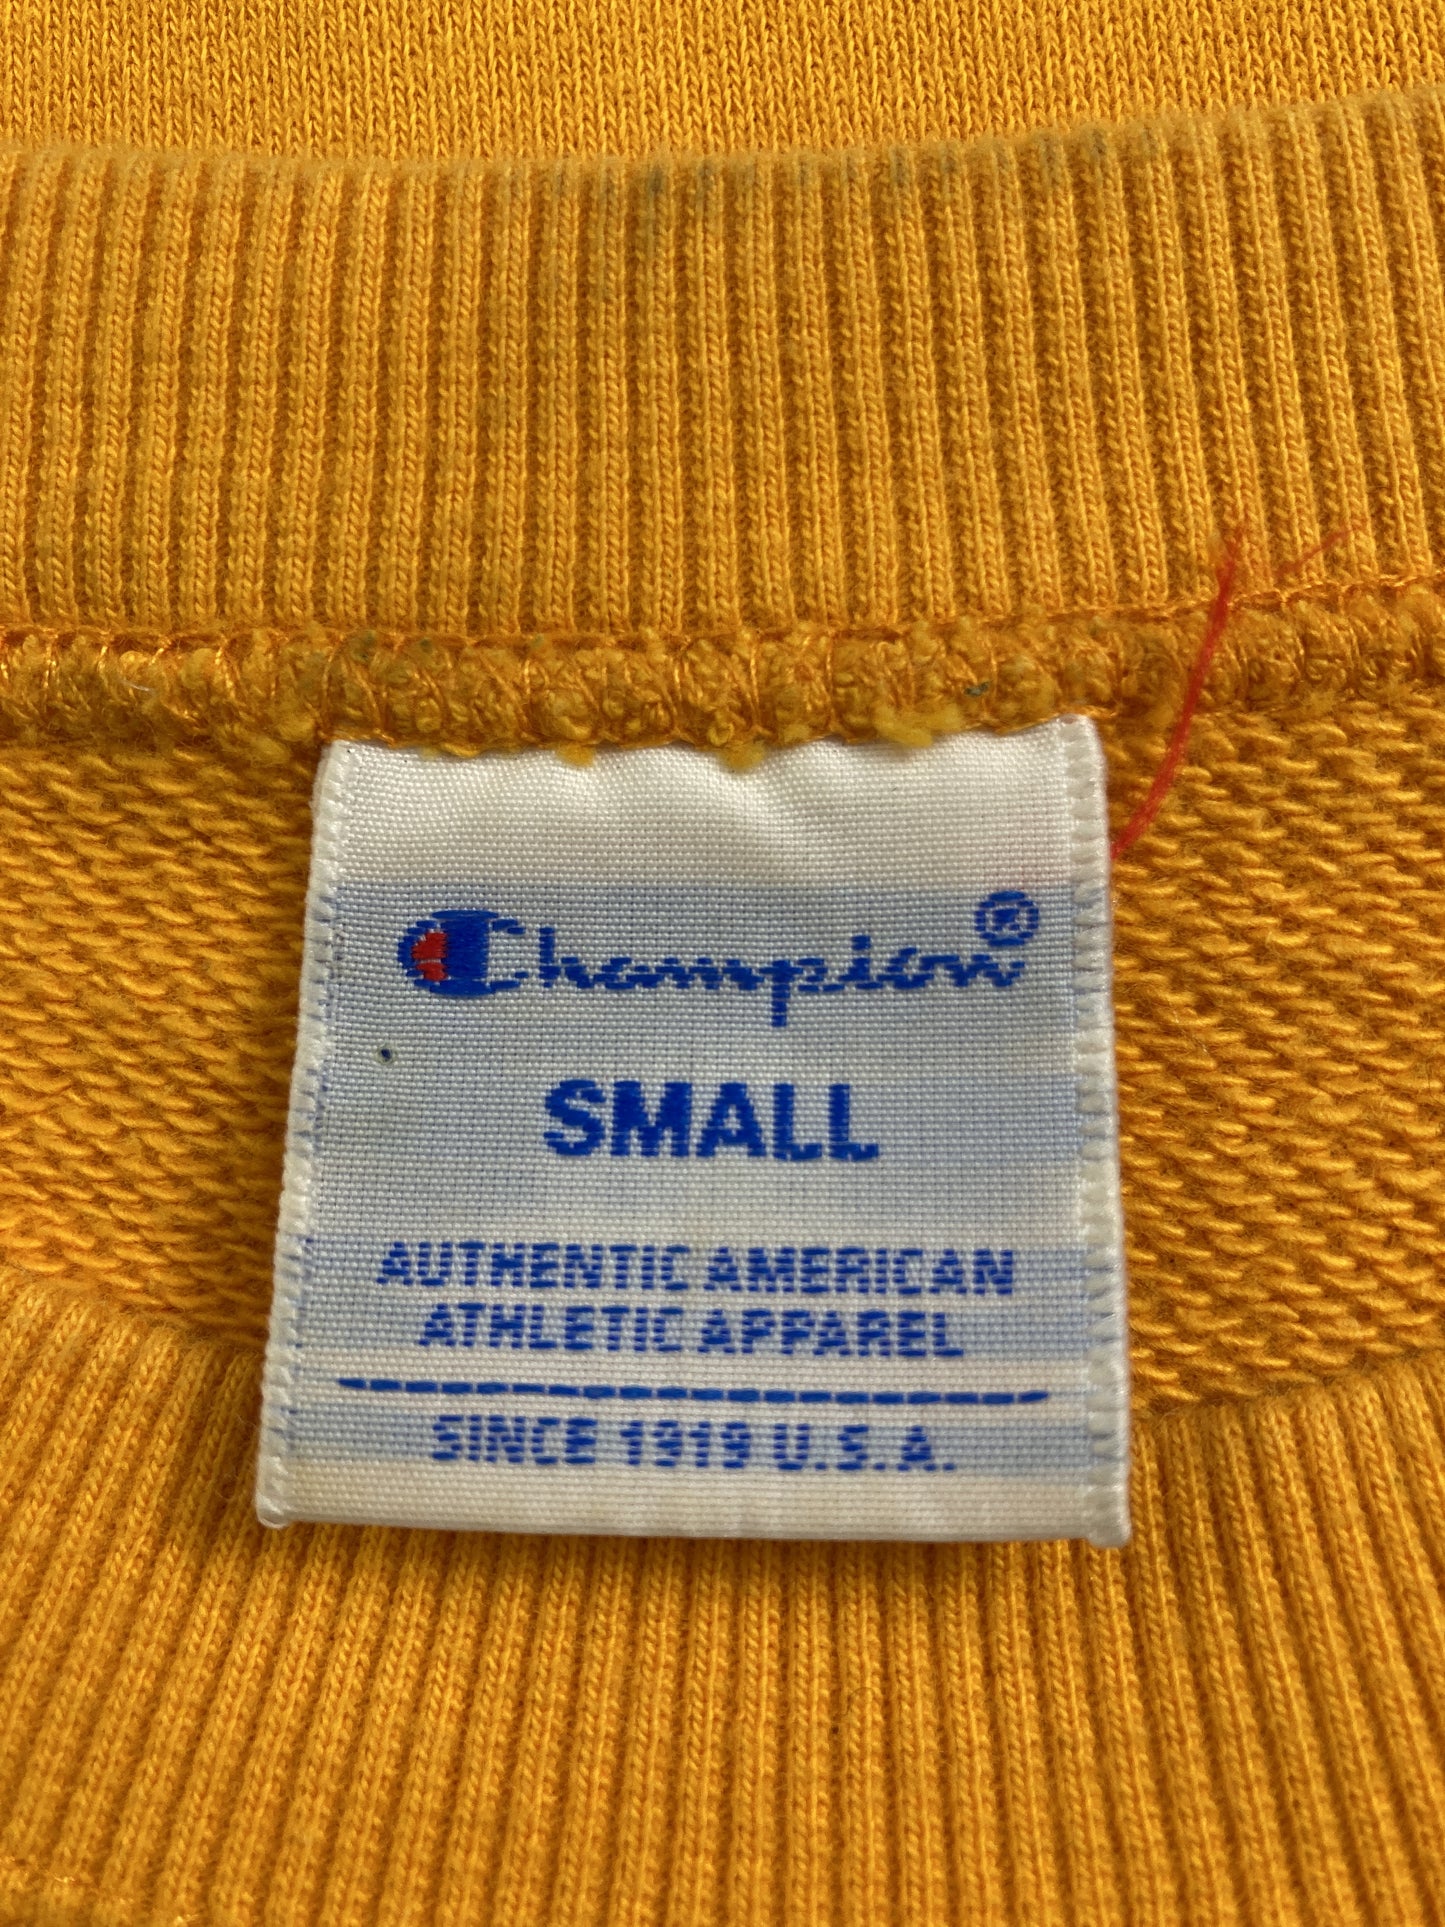 Champion®
SMALL
AUTHENTIC AMERICAN
ATHLETIC APPAREL
SINCE 1919 U.S.A.